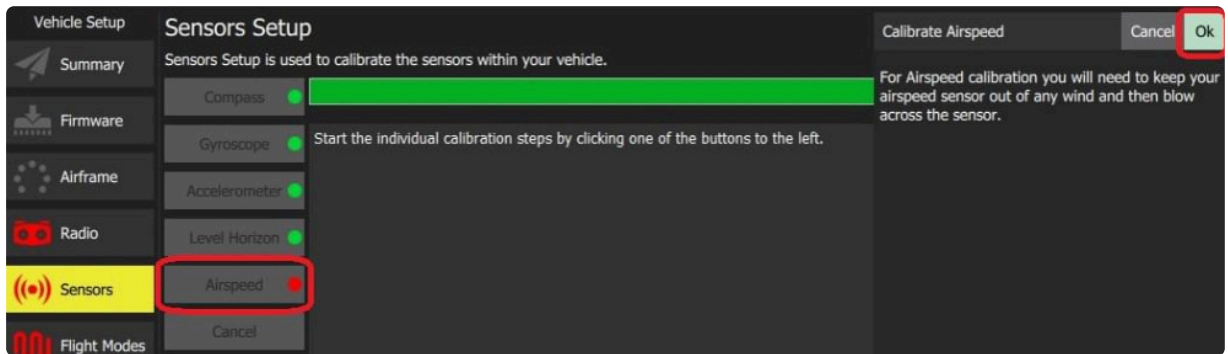 Vehicle Setup
Summary
Firmware
Airframe
Radio
Sensors
Flight Modes
Sensors Setup
Sensors Setup is used to calibrate the sensors within your vehicle.
Compass
Gyroscope
Accelerometer
Level Horizon
Airspeed
Cancel
Start the individual calibration steps by clicking one of the buttons to the left.
Calibrate Airspeed
Cancel
Ok
For Airspeed calibration you will need to keep your
airspeed sensor out of any wind and then blow
across the sensor.